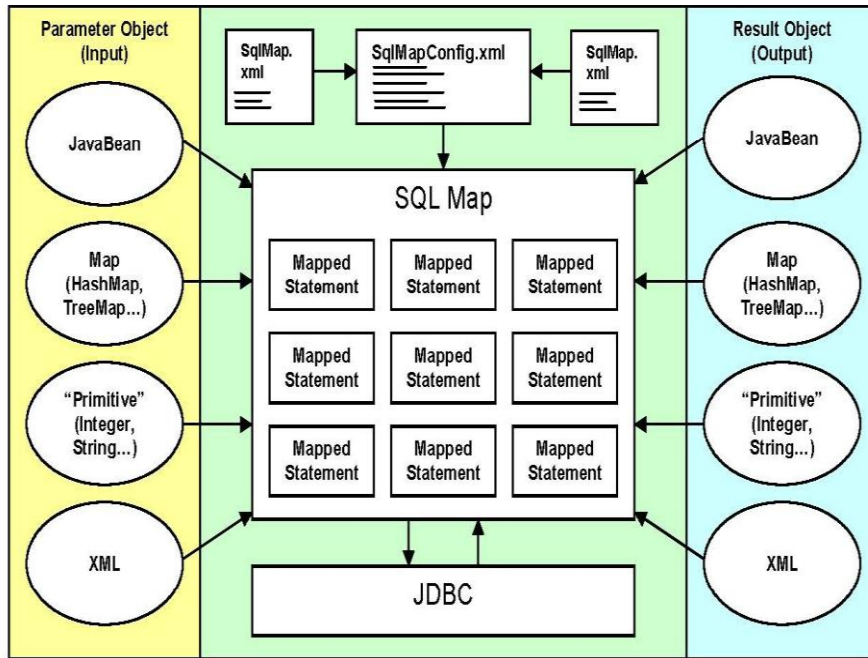 Parameter Object
(Input)
JavaBean
Map
(HashMap,
TreeMap...)
“Primitive”
(Integer,
String...)
XML
SqlMap.
xml
SqlMapConfig.xml
SqlMap.
xml
SQL Map
Mapped
Statement
Mapped
Statement
Mapped
Statement
Mapped
Statement
Mapped
Statement
Mapped
Statement
Mapped
Statement
Mapped
Statement
Mapped
Statement
JDBC
Result Object
(Output)
JavaBean
Map
(HashMap,
TreeMap...)
“Primitive”
(Integer,
String...)
XML